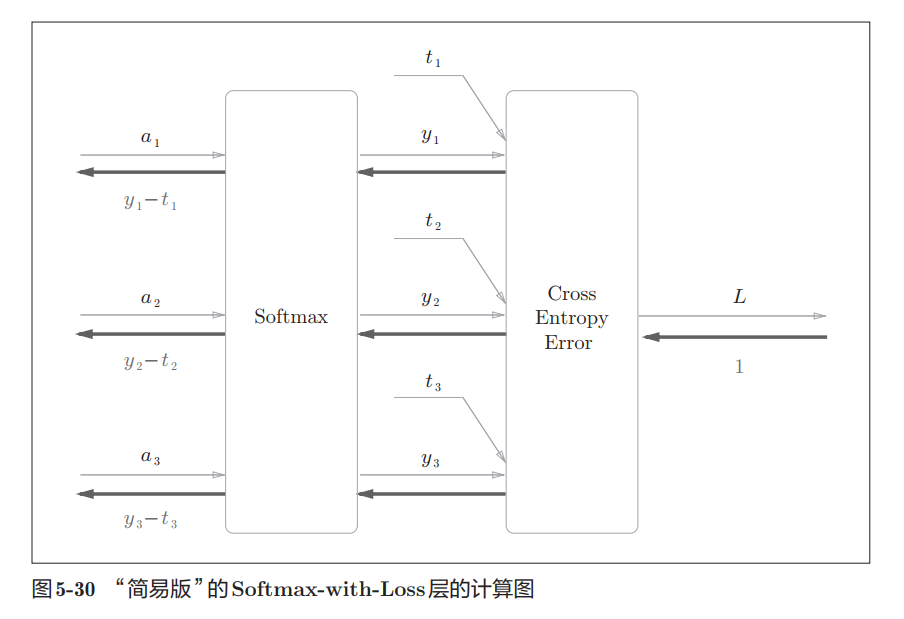 t₁
a₁
y₁
y₁−t₁
t₂
a₂
y₂
Softmax
Cross
Entropy
Error
L
y₂−t₂
1
t₃
a₃
y₃
y₃−t₃
图5-30 “简易版”的Softmax-with-Loss层的计算图